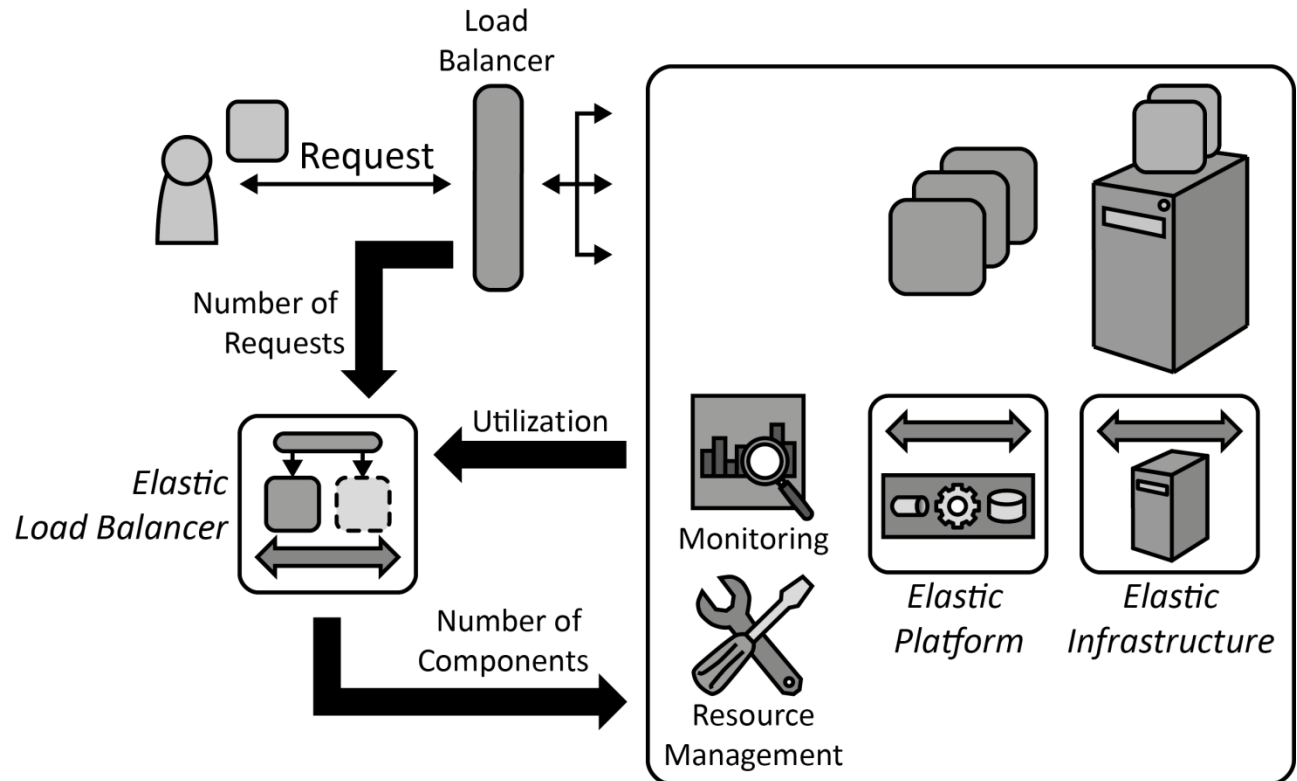 Load
Balancer
Request
Number of
Requests
Utilization
Elastic
Load Balancer
Monitoring
Elastic
Platform
Elastic
Infrastructure
Number of
Components
Resource
Management